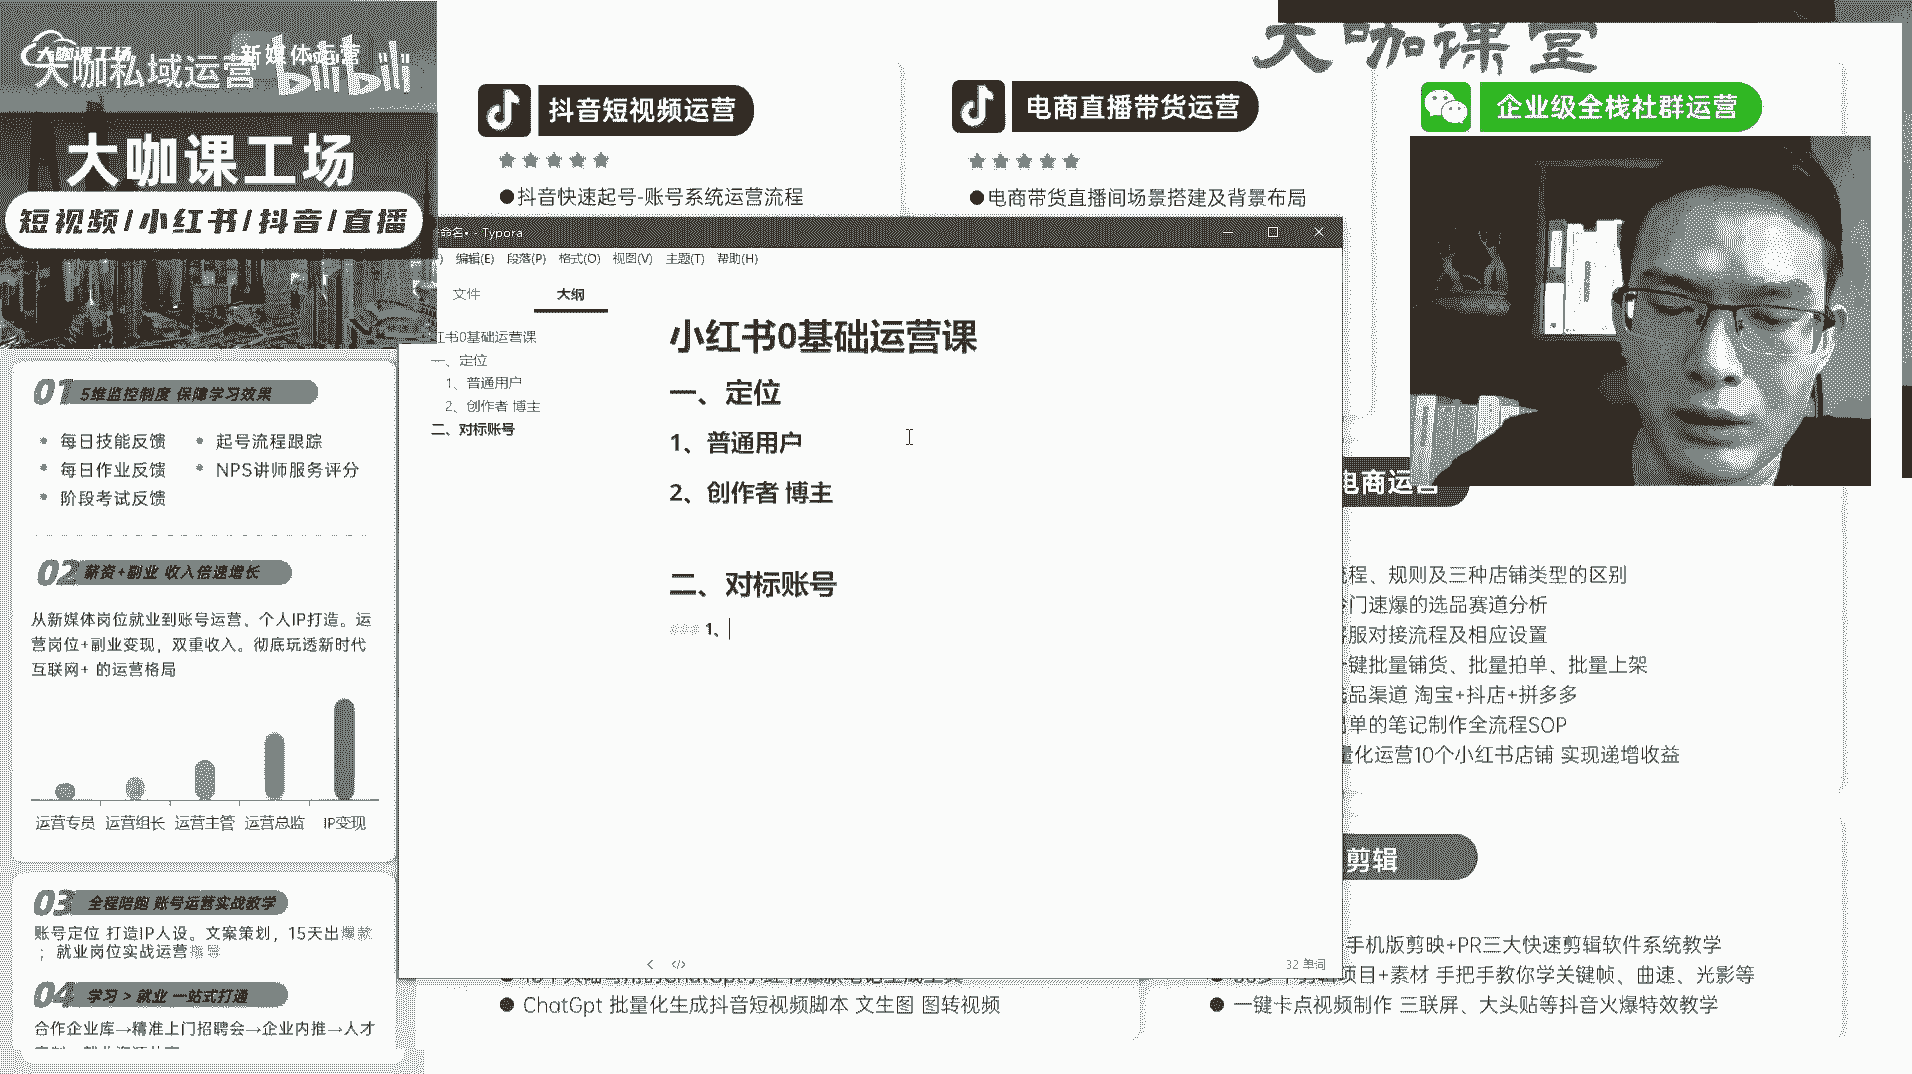 大咖课工场
新媒体运营
大咖私域运营
bilibili
大咖课工场
短视频/小红书/抖音/直播
大咖课堂
抖音短视频运营
●抖音快速起号-账号系统运营流程
电商直播带货运营
●电商带货直播间场景搭建及背景布局
企业级全栈社群运营
命名• - Typora
编辑(E) 段落(P) 格式(O) 视图(V) 主题(T) 帮助(H)
文件
大纲
红书0基础运营课
一、定位
1、普通用户
2、创作者 博主
二、对标账号
小红书0基础运营课
一、定位
1、普通用户
2、创作者 博主
二、对标账号
### 1、
32 单词
01 5维监控制度 保障学习效果
• 每日技能反馈
• 起号流程跟踪
• 每日作业反馈
• NPS讲师服务评分
• 阶段考试反馈
02 薪资+副业 收入倍速增长
从新媒体岗位就业到账号运营、个人IP打造。运
营岗位+副业变现，双重收入。彻底玩透新时代
互联网+ 的运营格局
运营专员 运营组长 运营主管 运营总监 IP变现
03 全程陪跑 账号运营实战教学
账号定位 打造IP人设。文案策划，15天出爆款
；就业岗位实战运营指导
04 学习 > 就业 一站式打通
合作企业库→精准上门招聘会→企业内推→人才
电商运营
程、规则及三种店铺类型的区别
门速爆的选品赛道分析
服对接流程及相应设置
键批量铺货、批量拍单、批量上架
品渠道 淘宝+抖店+拼多多
单的笔记制作全流程SOP
量化运营10个小红书店铺 实现递增收益
剪辑
手机版剪映+PR三大快速剪辑软件系统教学
项目+素材 手把手教你学关键帧、曲速、光影等
● 一键卡点视频制作 三联屏、大头贴等抖音火爆特效教学
● ChatGpt 批量化生成抖音短视频脚本 文生图 图转视频